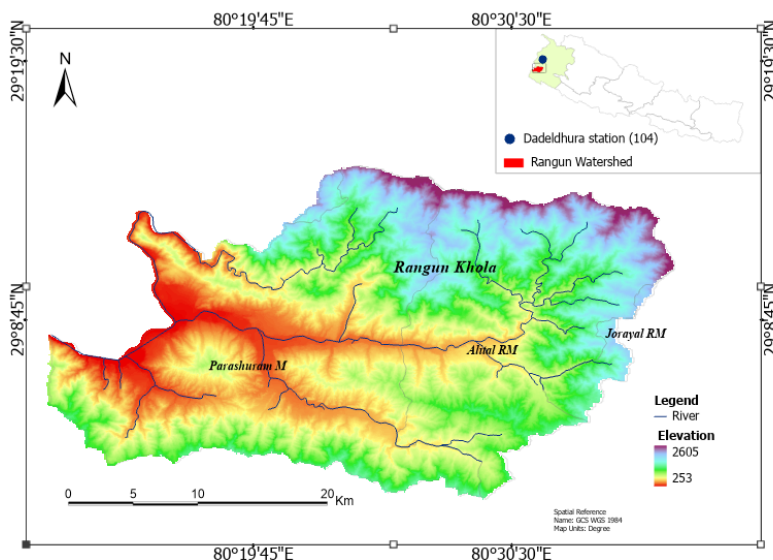 80°19'45"E 80°30'30"E
29°19'30"N 29°19'30"N
N
Dadeldhura station (104)
Rangun Watershed
Rangun Khola
29°8'45"N 29°8'45"N
Jorayal RM
Alital RM
Parashuram M
Legend
River
Elevation
2605
253
0 5 10 20 Km
Spatial Reference
Name: GCS WGS 1984
Map Units: Degree
80°19'45"E 80°30'30"E